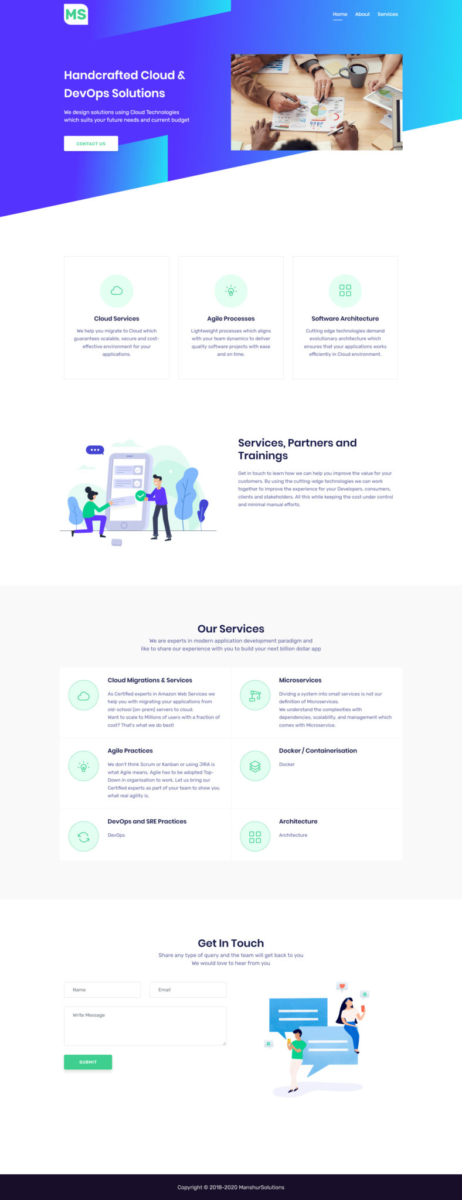 MS
Home About Services
Handcrafted Cloud &
DevOps Solutions
We design solutions using Cloud Technologies
which suits your future needs and current budget
CONTACT US
Cloud Services
We help you migrate to Cloud which
guarantees scalable, secure and cost-
effective environment for your
applications.
Agile Processes
Lightweight processes which aligns
with your team dynamics to deliver
quality software projects with ease
and on time.
Software Architecture
Cutting edge technologies demand
evolutionary architecture which
ensures that your applications works
efficiently in Cloud environment.
Services, Partners and
Trainings
Get in touch to learn how we can help you improve the value for your
customers. By using the cutting-edge technologies we can work
together to improve the experience for your Developers, consumers,
clients and stakeholders. All this while keeping the cost under control
and minimal manual efforts.
Our Services
We are experts in modern application development paradigm and
like to share our experience with you to build your next billion dollar app
Cloud Migrations & Services
As Certified experts in Amazon Web Services we
help you with migrating your applications from
old-school (on-prem) servers to cloud.
Want to scale to Millions of users with a fraction of
cost? That's what we do best!
Microservices
Dividing a system into small services is not our
definition of Microservices.
We understand the complexities with
dependencies, scalability, and management which
comes with Microservice.
Agile Practices
We don't think Scrum or Kanban or using JIRA is
what Agile means. Agile has to be adopted Top-
Down in organisation to work. Let us bring our
Certified experts as part of your team to show you
what real agility is.
Docker / Containerisation
Docker
DevOps and SRE Practices
DevOps
Architecture
Architecture
Get In Touch
Share any type of query and the team will get back to you
We would love to hear from you
Name
Email
Write Message
SUBMIT
Copyright © 2018-2020 ManshurSolutions